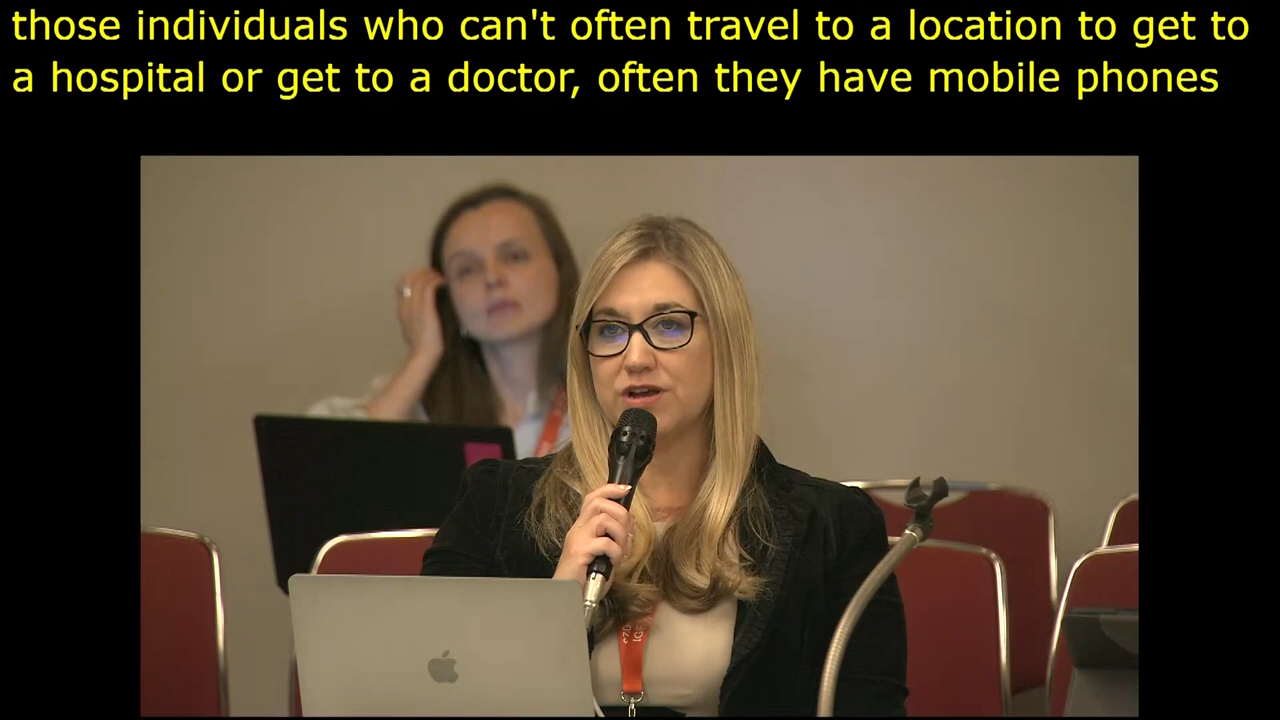 those individuals who can't often travel to a location to get to
a hospital or get to a doctor, often they have mobile phones
IGF